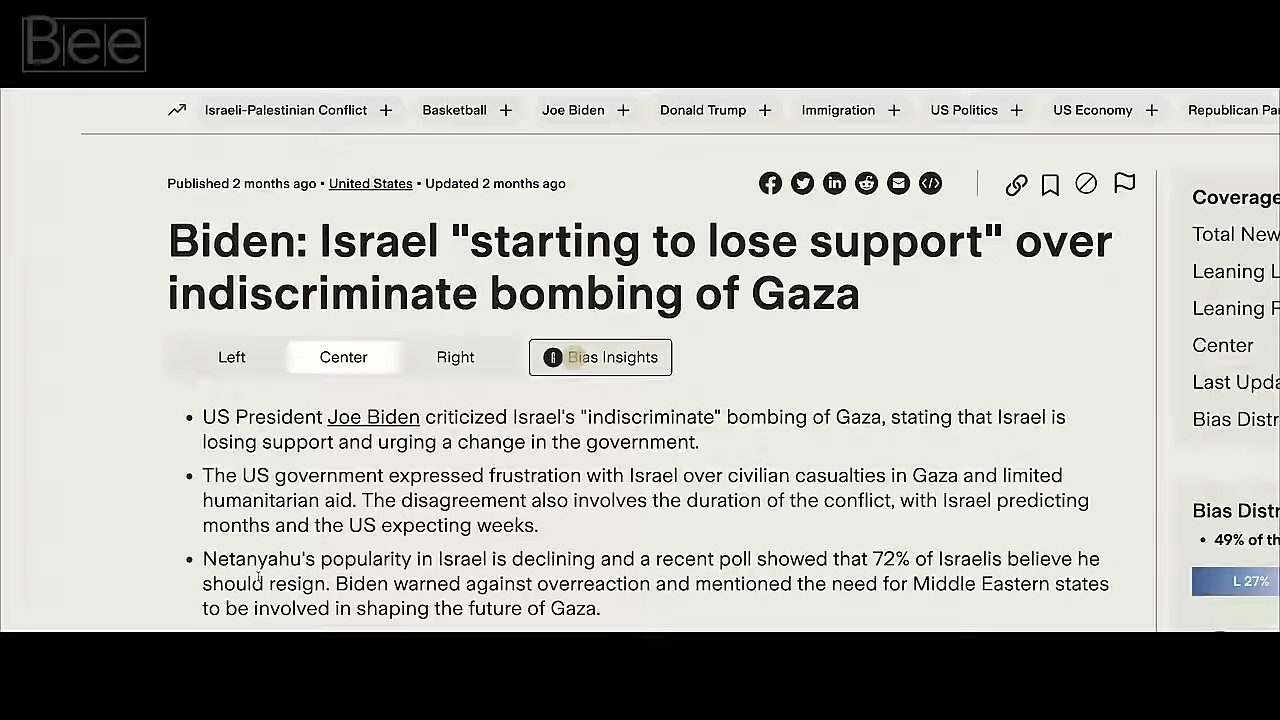 Bee
Israeli-Palestinian Conflict + Basketball + Joe Biden + Donald Trump + Immigration + US Politics + US Economy + Republican
Published 2 months ago • United States • Updated 2 months ago
Biden: Israel "starting to lose support" over
indiscriminate bombing of Gaza
Left Center Right Bias Insights
• US President Joe Biden criticized Israel's "indiscriminate" bombing of Gaza, stating that Israel is
losing support and urging a change in the government.
• The US government expressed frustration with Israel over civilian casualties in Gaza and limited
humanitarian aid. The disagreement also involves the duration of the conflict, with Israel predicting
months and the US expecting weeks.
• Netanyahu's popularity in Israel is declining and a recent poll showed that 72% of Israelis believe he
should resign. Biden warned against overreaction and mentioned the need for Middle Eastern states
to be involved in shaping the future of Gaza.
Coverage
Total
Leaning
Leaning
Center
Last
Bias
Bias
• 49% of
L 27%